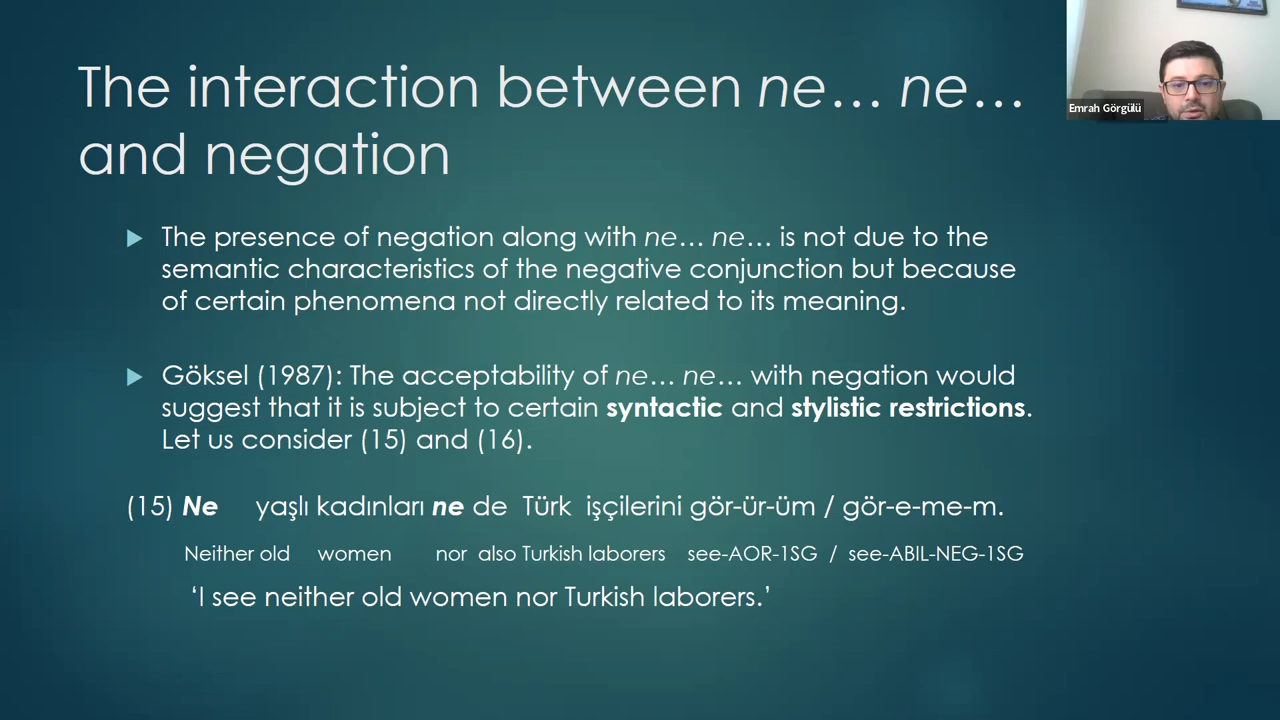 The interaction between ne… ne…
and negation
Emrah Görgülü
The presence of negation along with ne… ne… is not due to the
semantic characteristics of the negative conjunction but because
of certain phenomena not directly related to its meaning.
Göksel (1987): The acceptability of ne… ne… with negation would
suggest that it is subject to certain syntactic and stylistic restrictions.
Let us consider (15) and (16).
(15) Ne yaşlı kadınları ne de Türk işçilerini gör-ür-üm / gör-e-me-m.
Neither old women nor also Turkish laborers see-AOR-1SG / see-ABIL-NEG-1SG
‘I see neither old women nor Turkish laborers.’